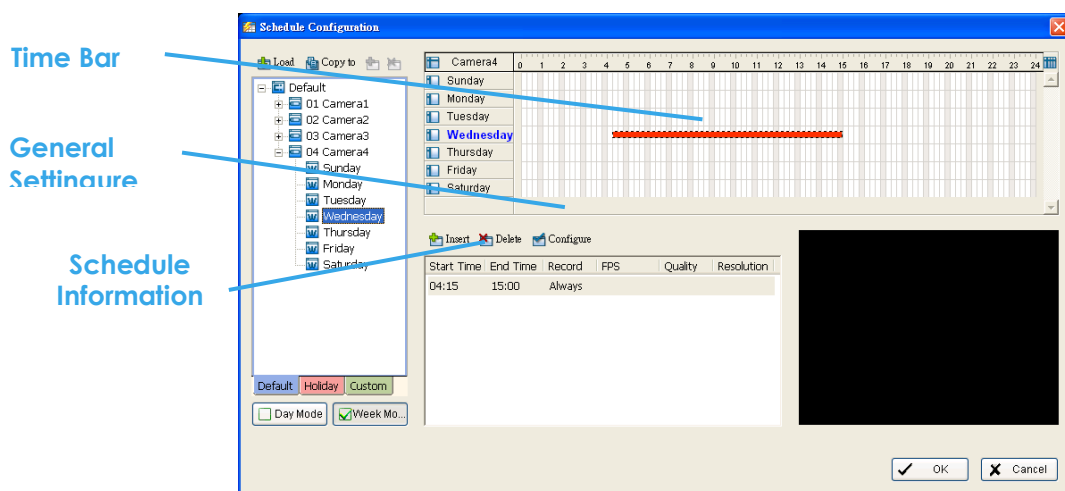 Schedule Configuration
Time Bar
General
Settingaure
Schedule
Information
Load Copy to
Default
01 Camera1
02 Camera2
03 Camera3
04 Camera4
Sunday
Monday
Tuesday
Wednesday
Thursday
Friday
Saturday
Default Holiday Custom
Day Mode Week Mo...
Camera4 0 1 2 3 4 5 6 7 8 9 10 11 12 13 14 15 16 17 18 19 20 21 22 23 24
Sunday
Monday
Tuesday
Wednesday
Thursday
Friday
Saturday
Insert Delete Configure
Start Time End Time Record FPS Quality Resolution
04:15 15:00 Always
OK Cancel